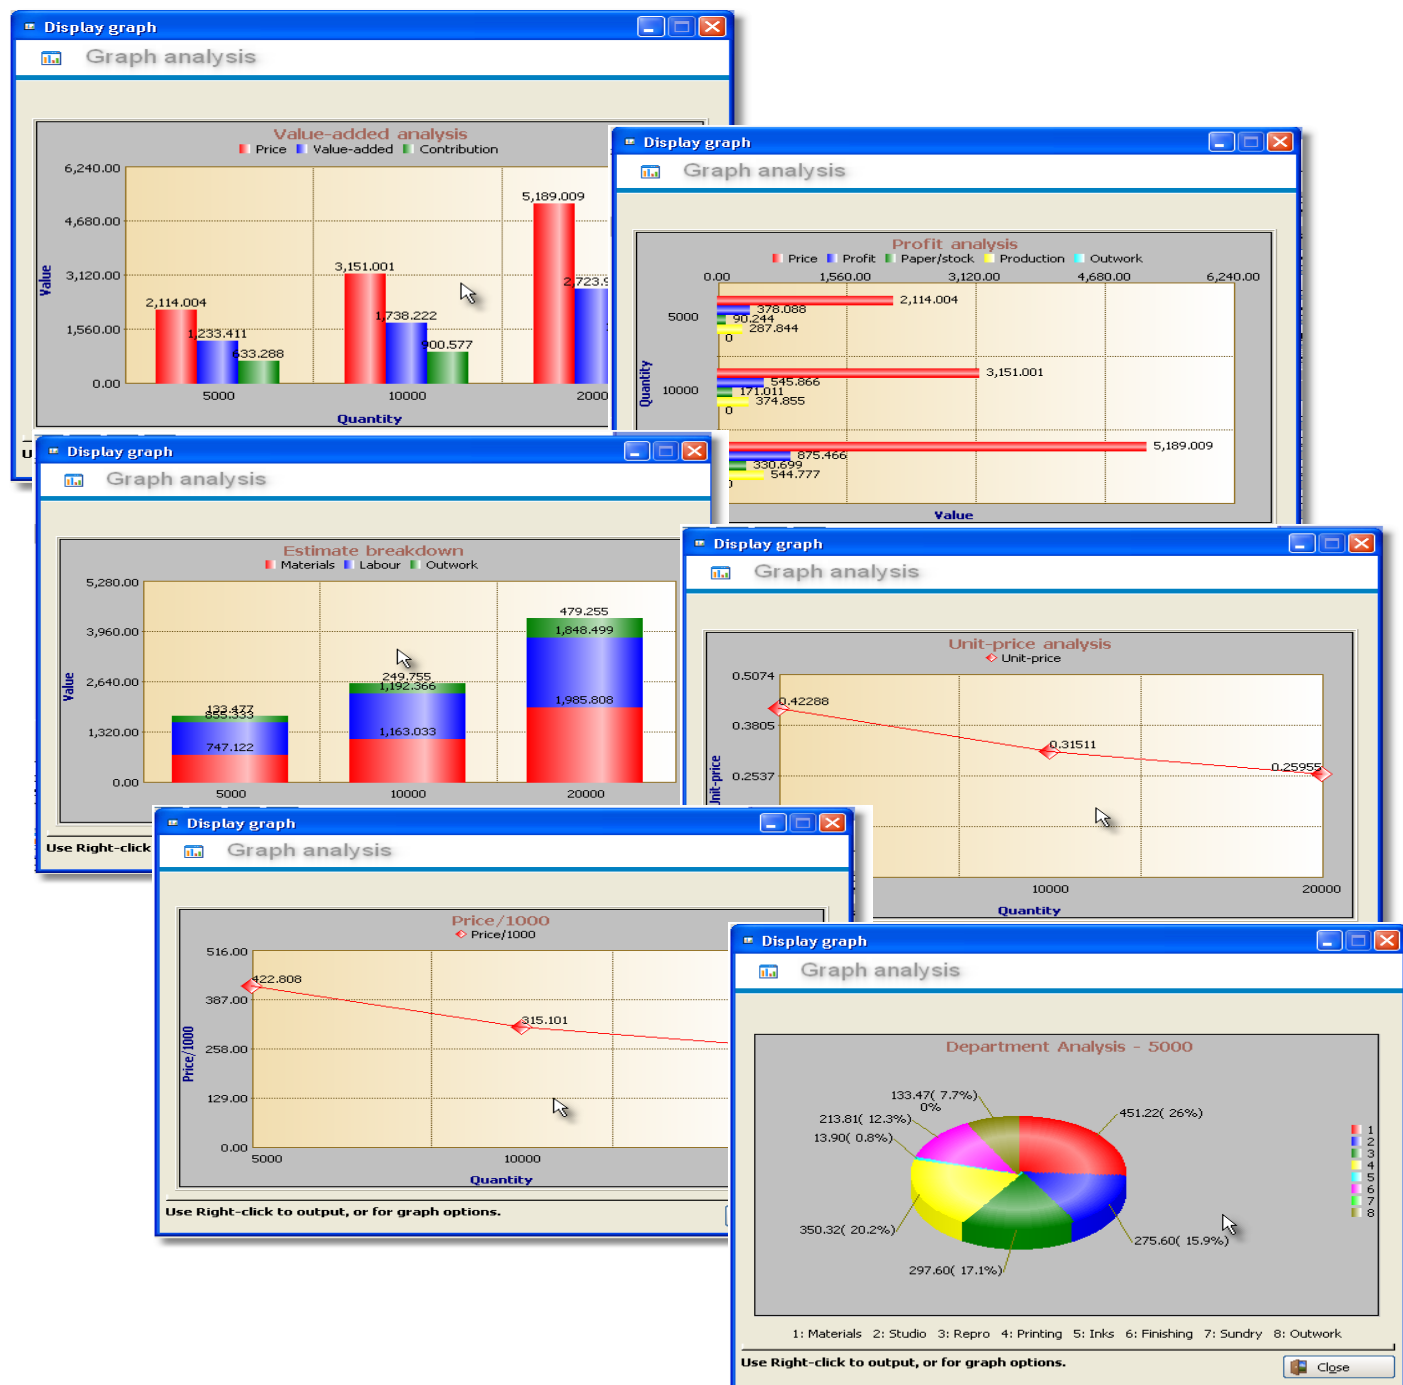 Display graph
Graph analysis
Value-added analysis
Price Value-added Contribution
6,240.00
4,680.00
3,120.00
1,560.00
0.00
Value
2,114.004
1,233.411
633.288
3,151.001
1,738.222
900.577
5,189.009
5000
10000
Quantity
Display graph
Graph analysis
Profit analysis
Price Profit Paper/stock Production Outwork
0.00 1,560.00 3,120.00 4,680.00 6,240.00
Quantity
5000
2,114.004
378.088
90.244
287.844
0
10000
3,151.001
545.866
171.011
374.855
0
5,189.009
875.466
330.699
544.777
Value
Display graph
Graph analysis
Estimate breakdown
Materials Labour Outwork
5,280.00
3,960.00
2,640.00
1,320.00
0.00
Value
133.477
855.333
747.122
249.755
1,192.366
1,163.033
479.255
1,848.499
1,985.808
5000 10000 20000
Use Right-click
Display graph
Graph analysis
Unit-price analysis
Unit-price
0.5074
0.3805
0.2537
0.42288
0.31511
0.25955
10000 20000
Quantity
Display graph
Graph analysis
Price/1000
Price/1000
516.00
387.00
258.00
129.00
0.00
Price/1000
422.808
315.101
5000 10000
Quantity
Use Right-click to output, or for graph options.
Display graph
Graph analysis
Department Analysis - 5000
133.47( 7.7%)
0%
213.81( 12.3%)
13.90( 0.8%)
451.22( 26%)
350.32( 20.2%)
275.60( 15.9%)
297.60( 17.1%)
1
2
3
4
5
6
7
8
1: Materials 2: Studio 3: Repro 4: Printing 5: Inks 6: Finishing 7: Sundry 8: Outwork
Use Right-click to output, or for graph options.
Close